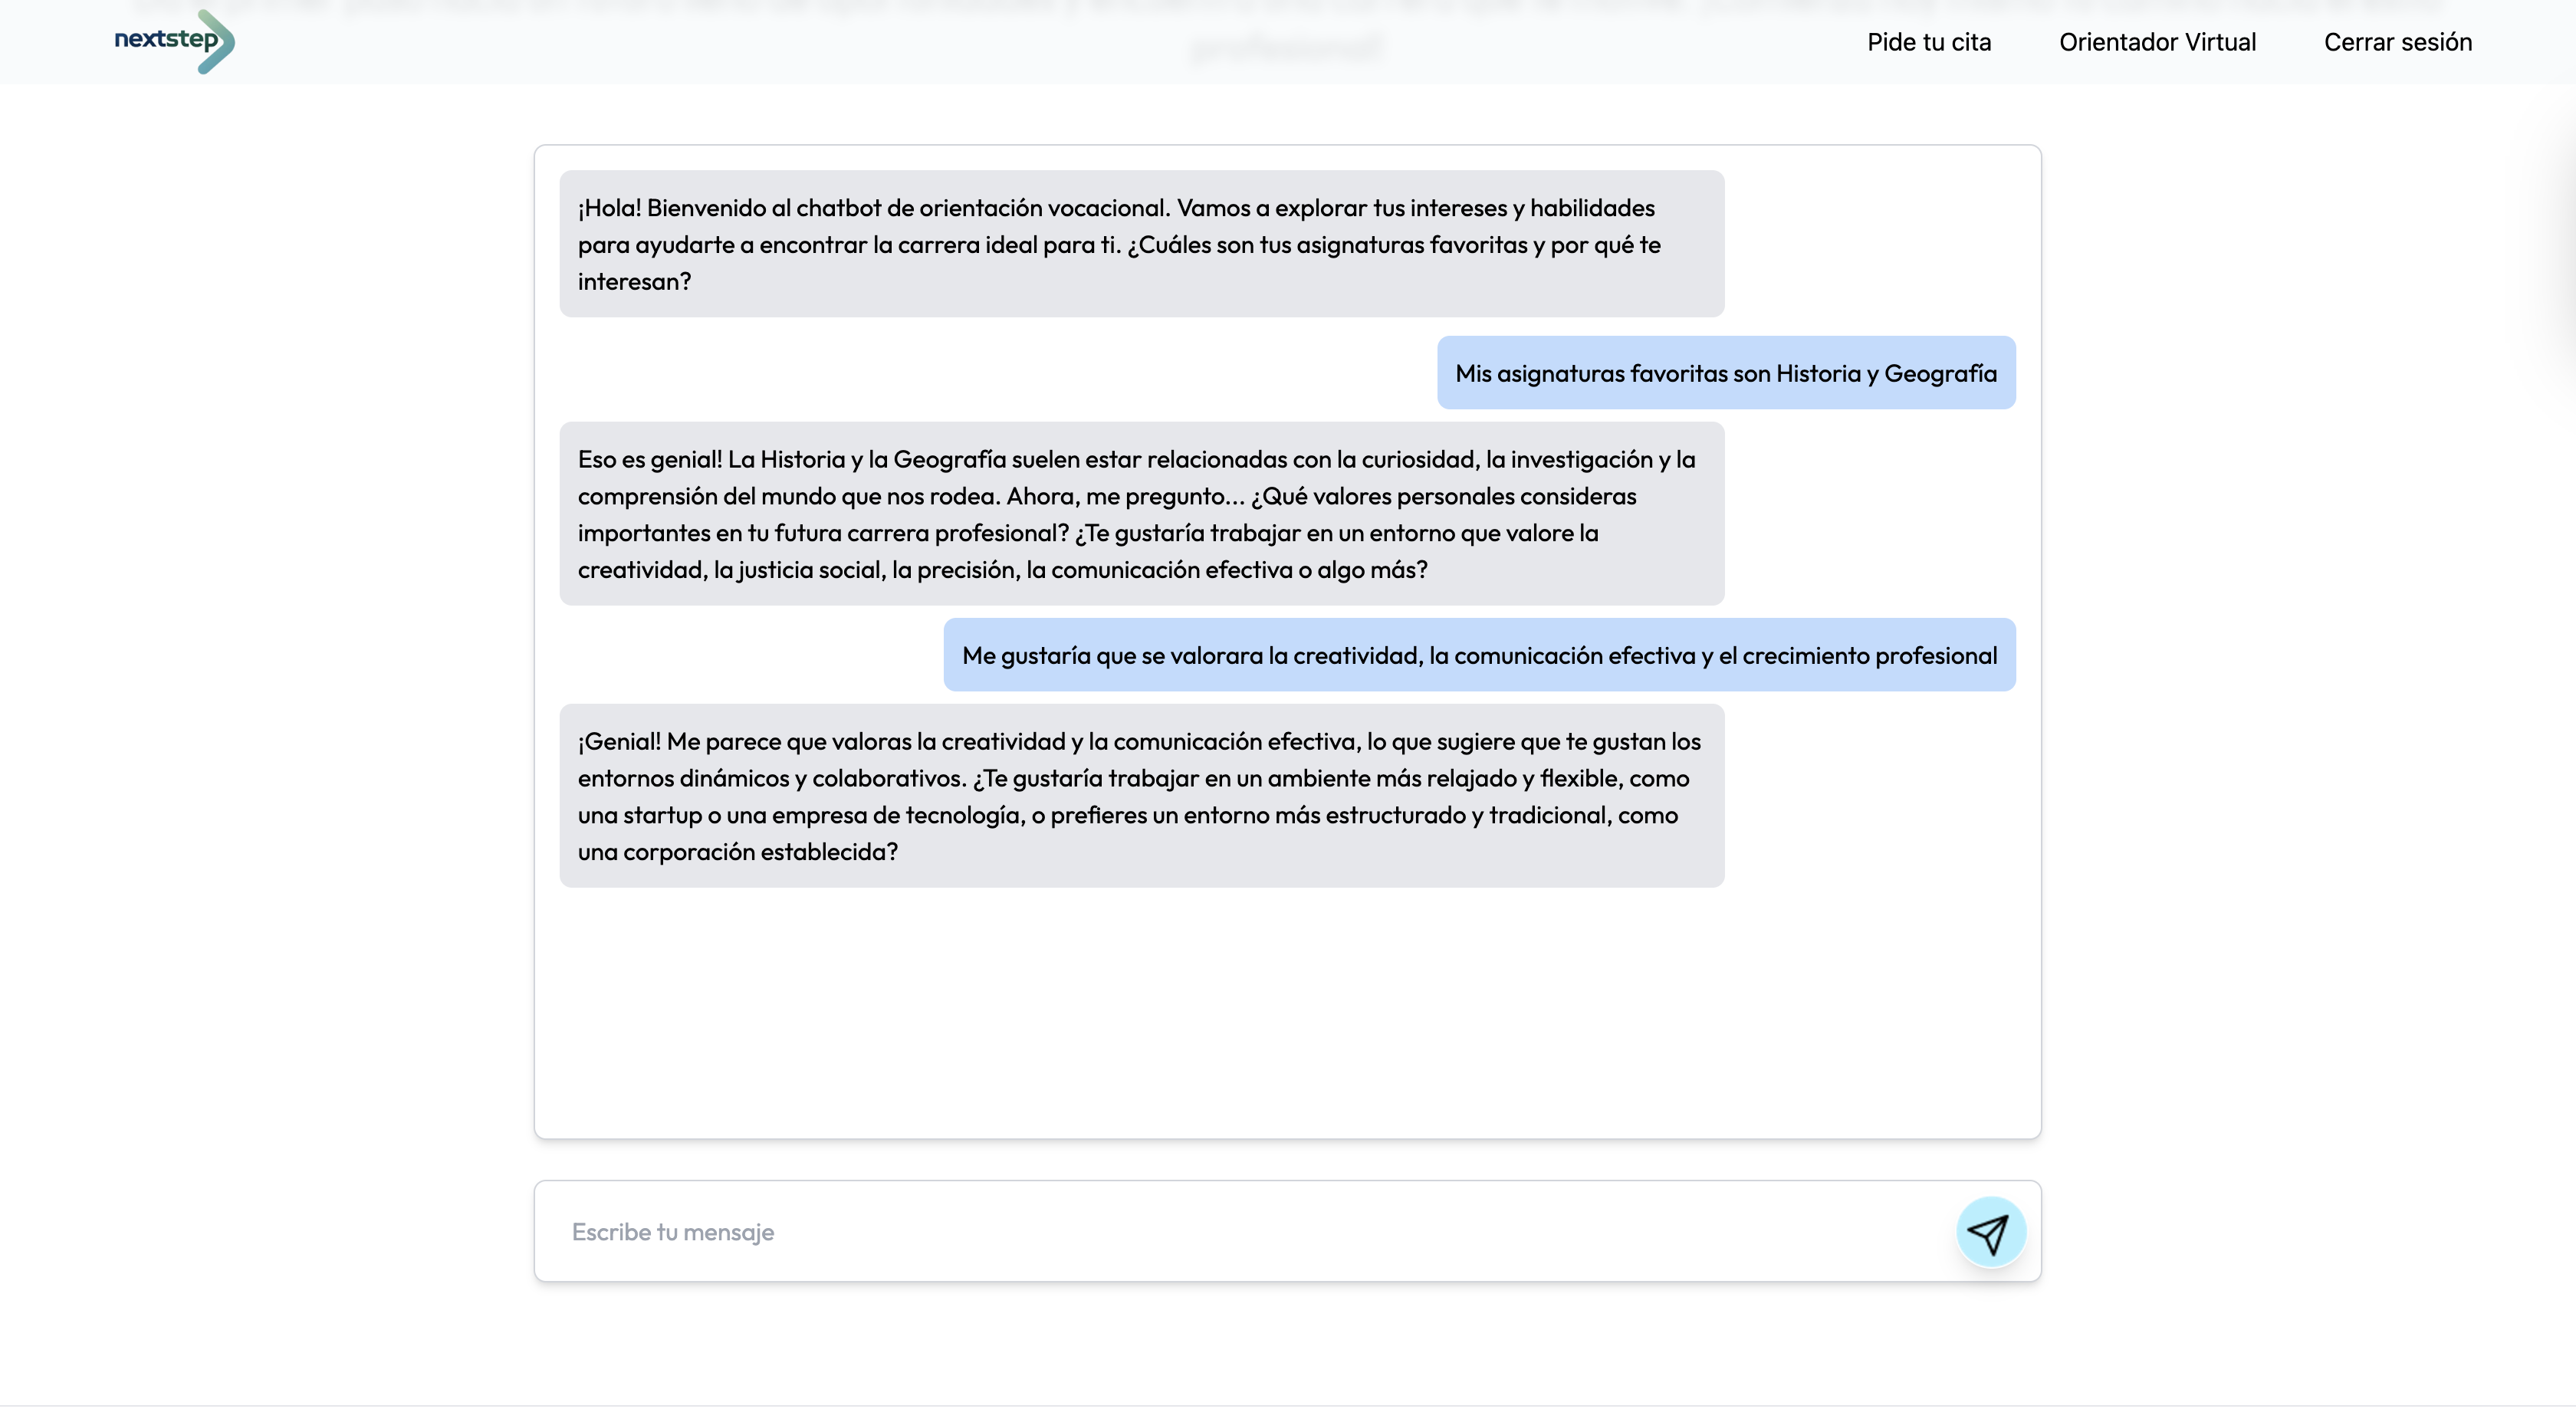 profesional
nextstep
Pide tu cita
Orientador Virtual
Cerrar sesión
¡Hola! Bienvenido al chatbot de orientación vocacional. Vamos a explorar tus intereses y habilidades
para ayudarte a encontrar la carrera ideal para ti. ¿Cuáles son tus asignaturas favoritas y por qué te
interesan?
Mis asignaturas favoritas son Historia y Geografía
Eso es genial! La Historia y la Geografía suelen estar relacionadas con la curiosidad, la investigación y la
comprensión del mundo que nos rodea. Ahora, me pregunto... ¿Qué valores personales consideras
importantes en tu futura carrera profesional? ¿Te gustaría trabajar en un entorno que valore la
creatividad, la justicia social, la precisión, la comunicación efectiva o algo más?
Me gustaría que se valorara la creatividad, la comunicación efectiva y el crecimiento profesional
¡Genial! Me parece que valoras la creatividad y la comunicación efectiva, lo que sugiere que te gustan los
entornos dinámicos y colaborativos. ¿Te gustaría trabajar en un ambiente más relajado y flexible, como
una startup o una empresa de tecnología, o prefieres un entorno más estructurado y tradicional, como
una corporación establecida?
Escribe tu mensaje